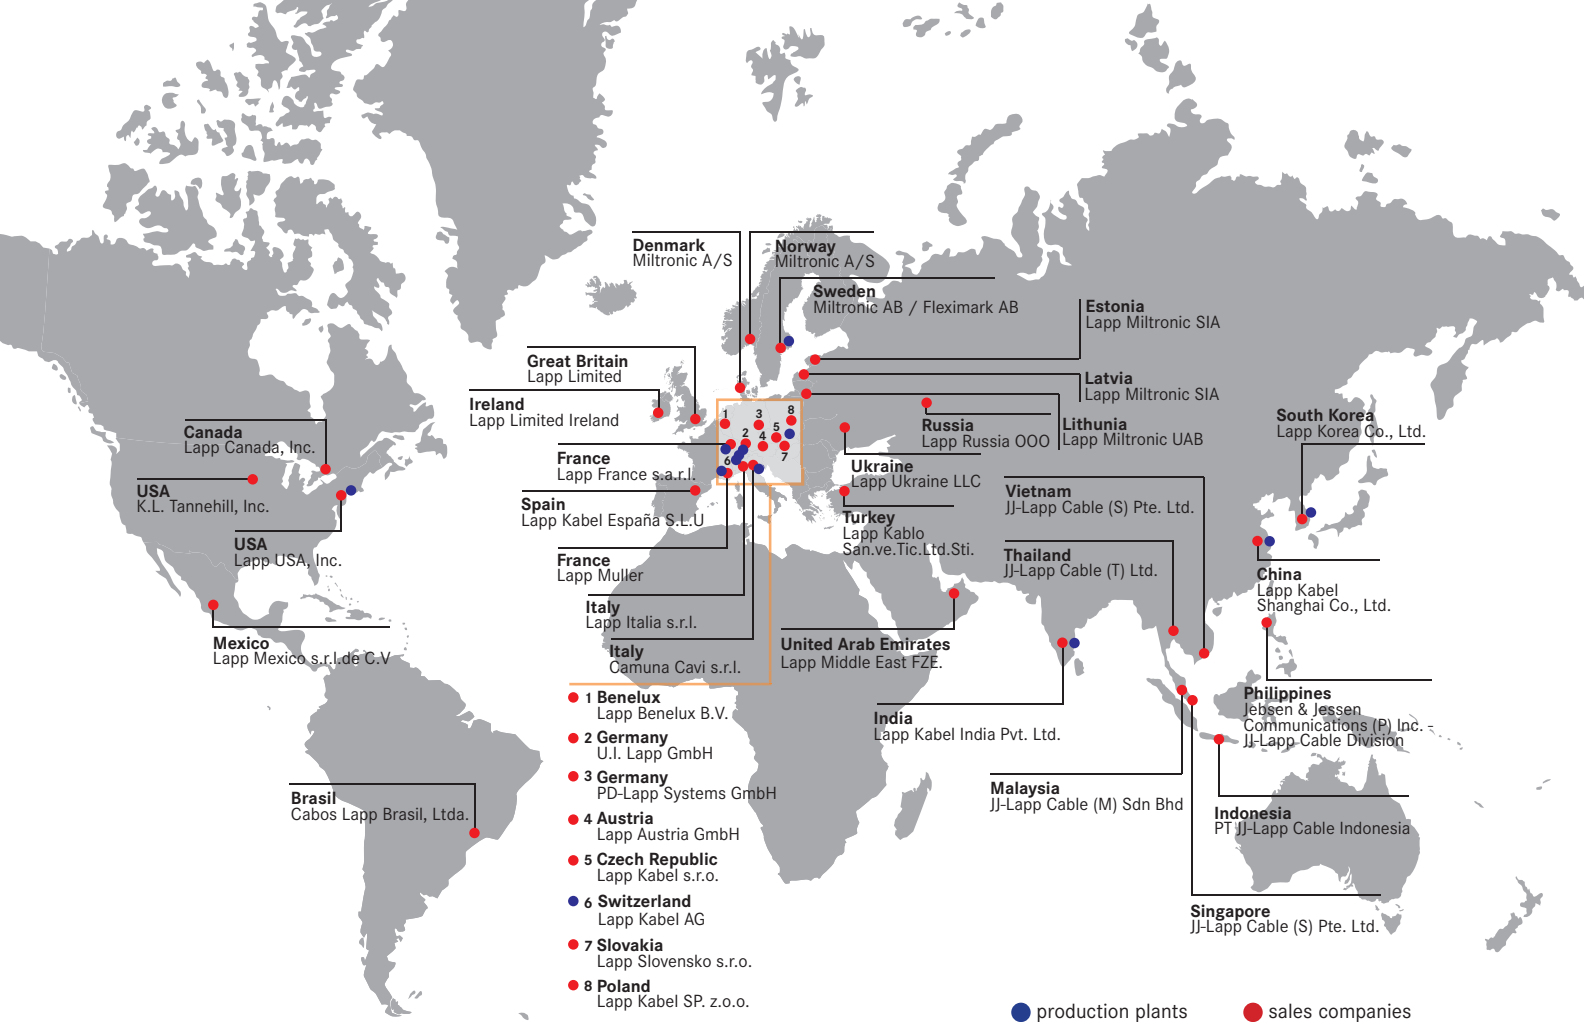 Denmark
Miltronic A/S
Norway
Miltronic A/S
Sweden
Miltronic AB / Fleximark AB
Estonia
Lapp Miltronic SIA
Great Britain
Lapp Limited
Latvia
Lapp Miltronic SIA
Ireland
Lapp Limited Ireland
Russia
Lapp Russia OOO
Lithunia
Lapp Miltronic UAB
South Korea
Lapp Korea Co., Ltd.
Canada
Lapp Canada, Inc.
1
3
8
2
4
5
6
7
France
Lapp France s.a.r.l.
Ukraine
Lapp Ukraine LLC
USA
K.L. Tannehill, Inc.
Spain
Lapp Kabel España S.L.U
Vietnam
JJ-Lapp Cable (S) Pte. Ltd.
Turkey
Lapp Kablo
San.ve.Tic.Ltd.Sti.
USA
Lapp USA, Inc.
France
Lapp Muller
Thailand
JJ-Lapp Cable (T) Ltd.
China
Lapp Kabel
Shanghai Co., Ltd.
Italy
Lapp Italia s.r.l.
Mexico
Lapp Mexico s.r.l.de C.V
Italy
Camuna Cavi s.r.l.
United Arab Emirates
Lapp Middle East FZE.
India
Lapp Kabel India Pvt. Ltd.
Philippines
Jebsen & Jessen
Communications (P) Inc. -
JJ-Lapp Cable Division
Malaysia
JJ-Lapp Cable (M) Sdn Bhd
Brasil
Cabos Lapp Brasil, Ltda.
Indonesia
PT JJ-Lapp Cable Indonesia
Singapore
JJ-Lapp Cable (S) Pte. Ltd.
1 Benelux
Lapp Benelux B.V.
2 Germany
U.I. Lapp GmbH
3 Germany
PD-Lapp Systems GmbH
4 Austria
Lapp Austria GmbH
5 Czech Republic
Lapp Kabel s.r.o.
6 Switzerland
Lapp Kabel AG
7 Slovakia
Lapp Slovensko s.r.o.
8 Poland
Lapp Kabel SP. z.o.o.
production plants
sales companies